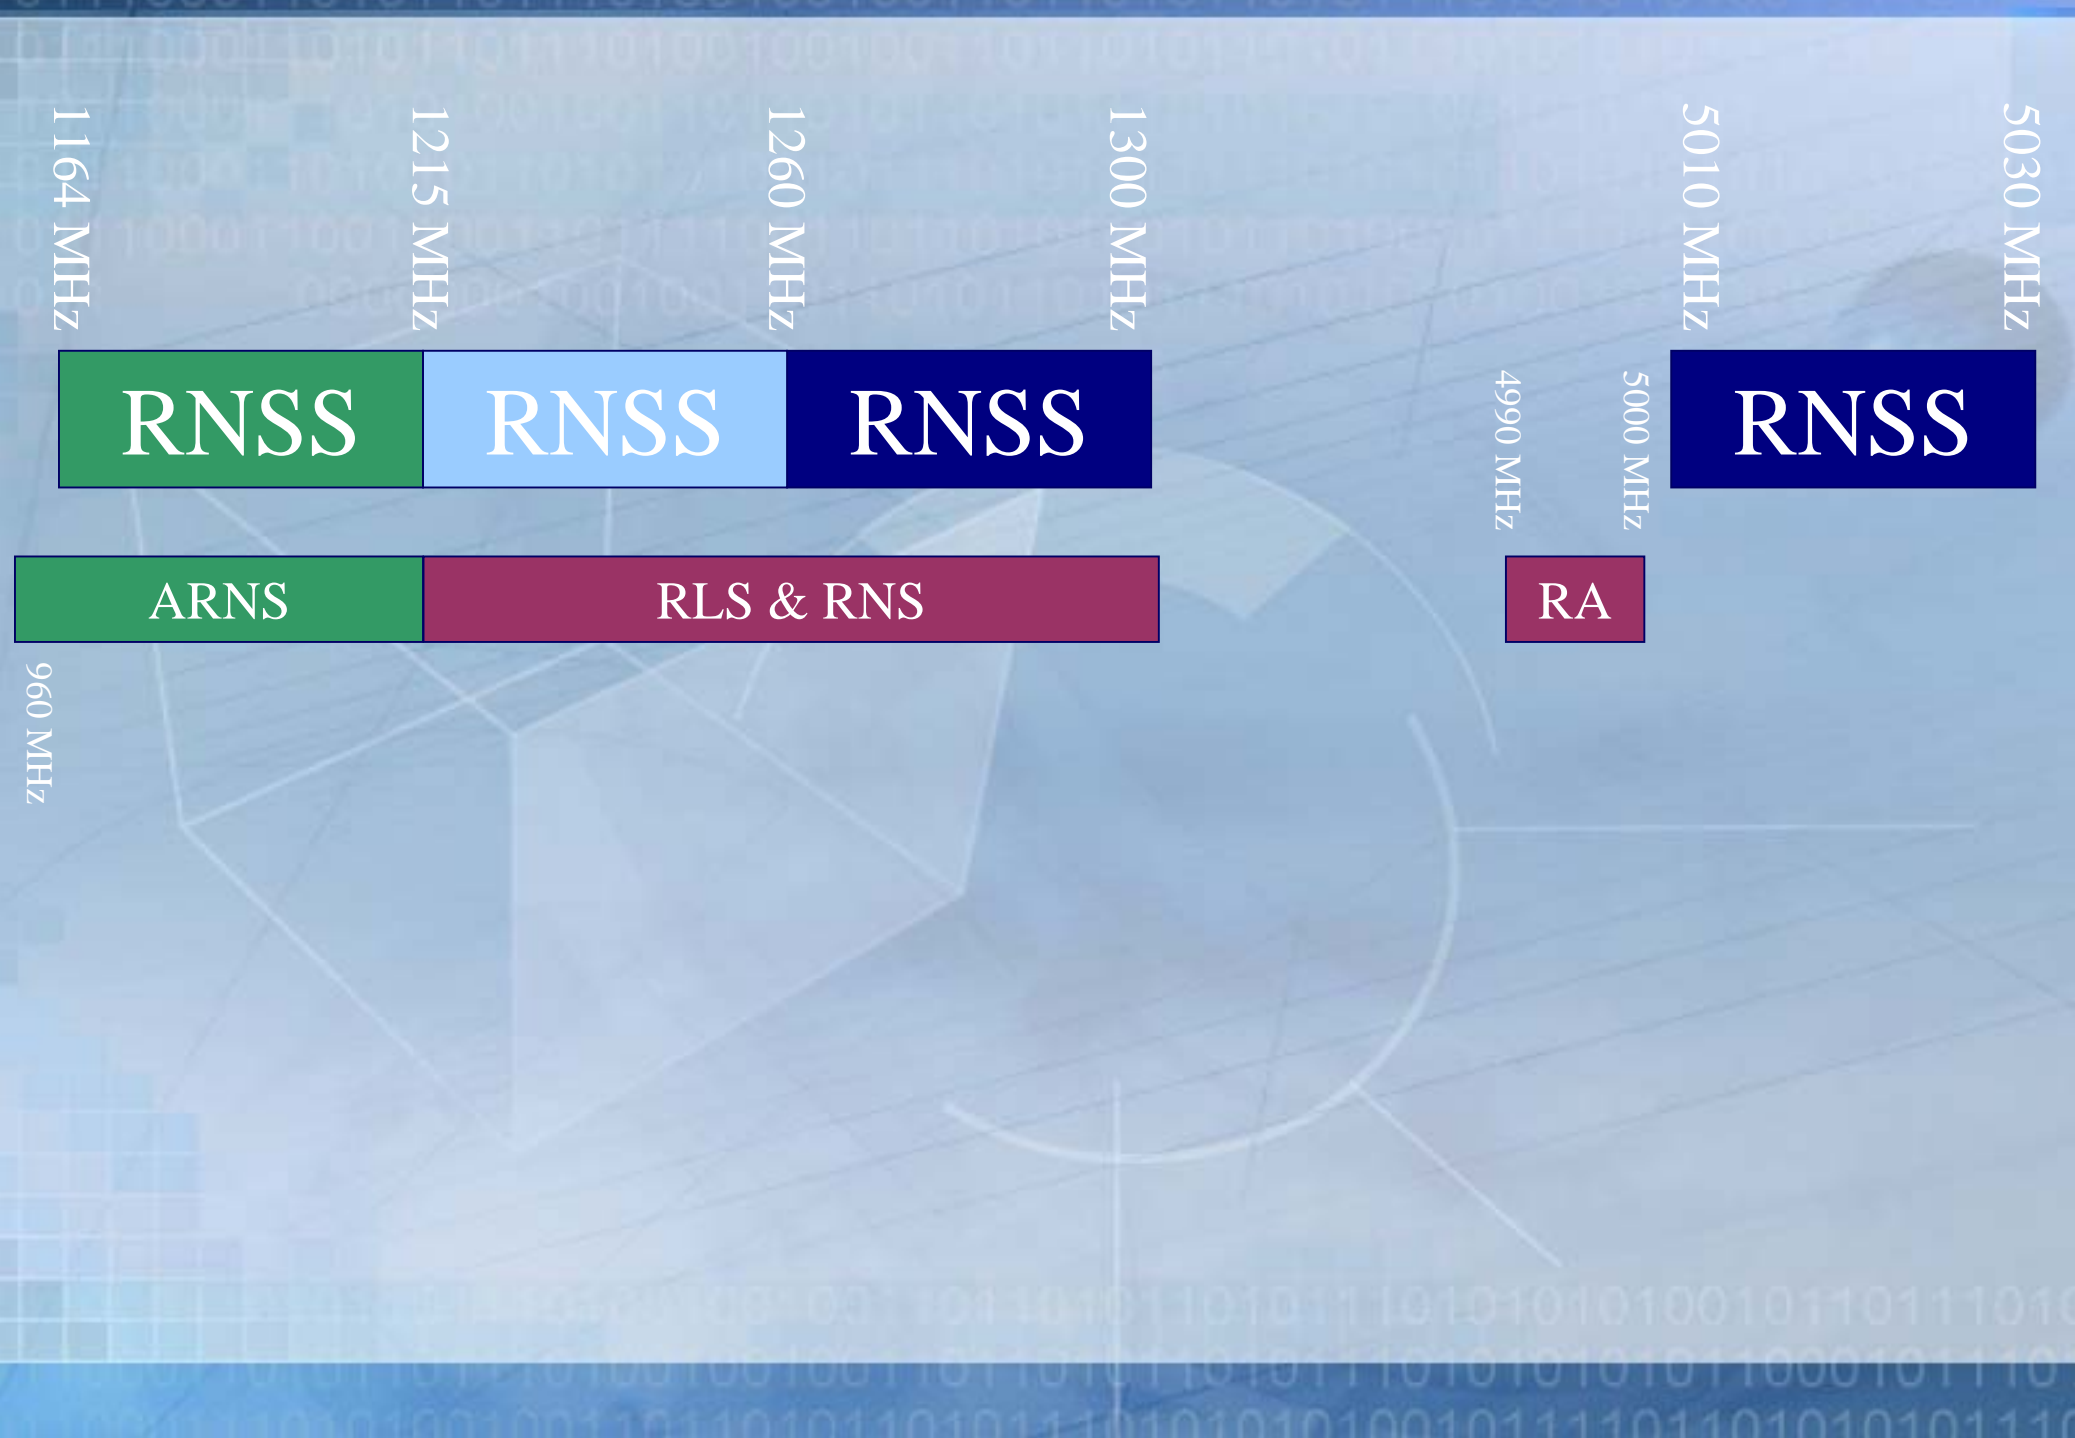 1164 MHz
1215 MHz
1260 MHz
1300 MHz
5010 MHz
5030 MHz
RNSS
RNSS
RNSS
4990 MHz
5000 MHz
RNSS
ARNS
RLS & RNS
RA
960 MHz